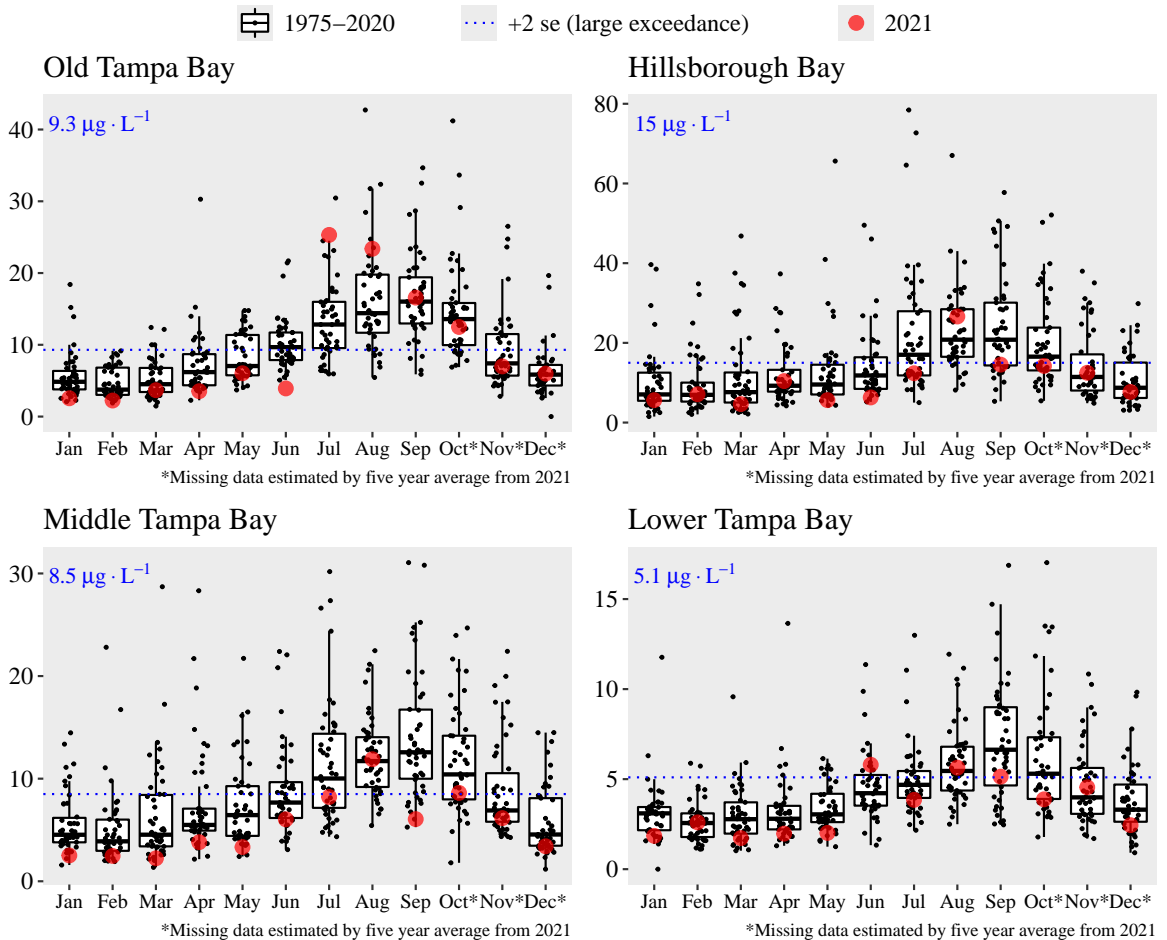 1975–2020 +2 se (large exceedance) 2021
Old Tampa Bay
9.3 µg · L⁻¹
40
30
20
10
0
Jan Feb Mar Apr May Jun Jul Aug Sep Oct* Nov* Dec*
*Missing data estimated by five year average from 2021
Hillsborough Bay
15 µg · L⁻¹
80
60
40
20
0
Jan Feb Mar Apr May Jun Jul Aug Sep Oct* Nov* Dec*
*Missing data estimated by five year average from 2021
Middle Tampa Bay
8.5 µg · L⁻¹
30
20
10
0
Jan Feb Mar Apr May Jun Jul Aug Sep Oct* Nov* Dec*
*Missing data estimated by five year average from 2021
Lower Tampa Bay
5.1 µg · L⁻¹
15
10
5
0
Jan Feb Mar Apr May Jun Jul Aug Sep Oct* Nov* Dec*
*Missing data estimated by five year average from 2021